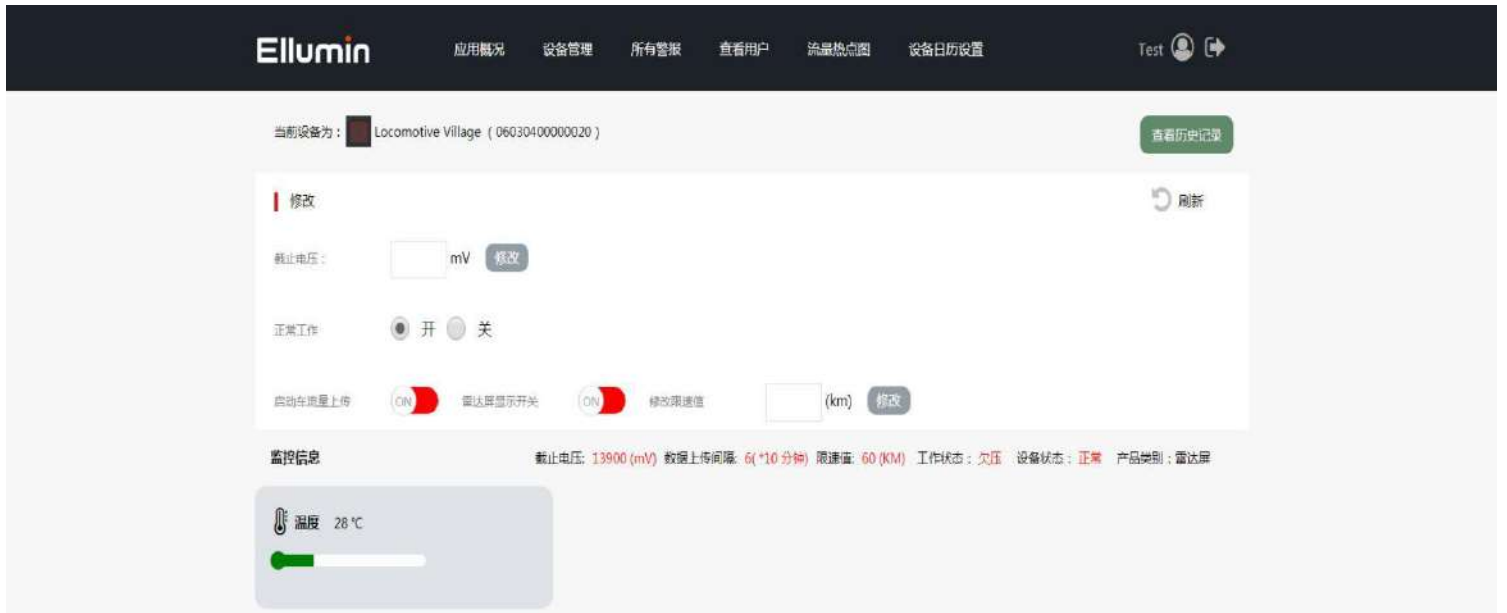 Ellumin 应用概况 设备管理 所有警报 查看用户 流量热点图 设备日历设置 Test
当前设备为： Locomotive Village ( 06030400000020 ) 查看历史记录
修改 刷新
截止电压： mV 修改
正常工作 开 关
启动车流量上传 ON 雷达屏显示开关 ON 修改限速值 (km) 修改
监控信息 截止电压: 13900 (mV) 数据上传间隔: 6( *10 分钟) 限速值: 60 (KM) 工作状态：欠压 设备状态：正常 产品类别：雷达屏
温度 28 ℃